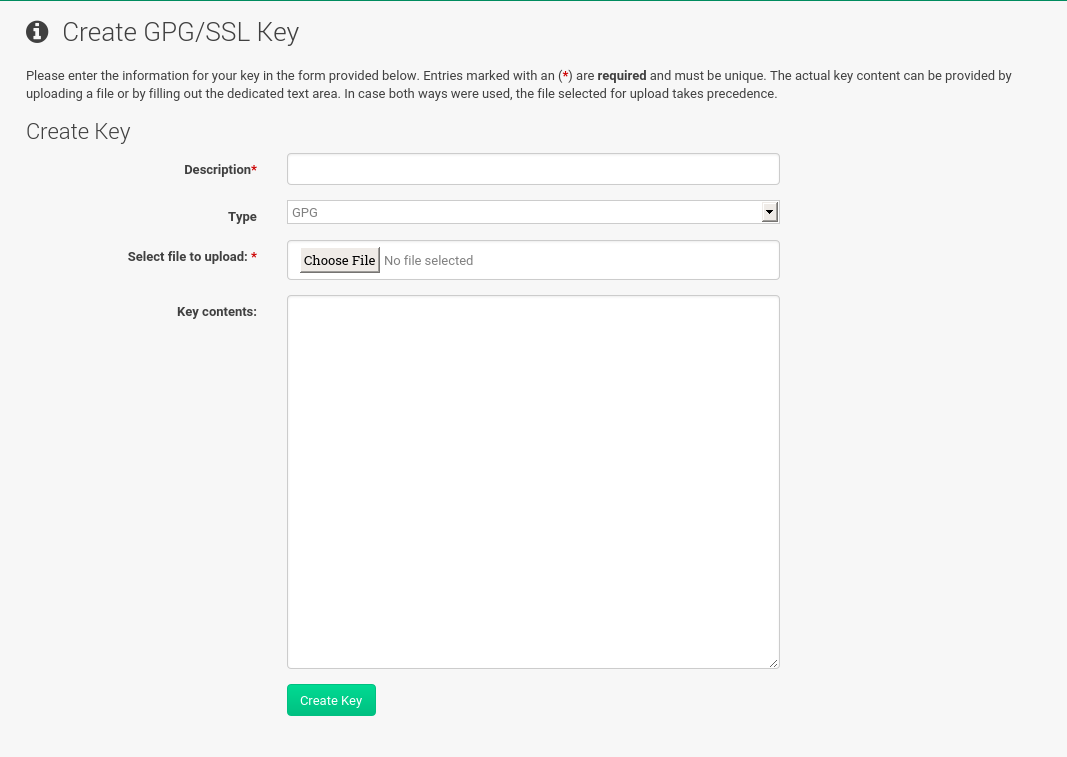 Create GPG/SSL Key
Please enter the information for your key in the form provided below. Entries marked with an (*) are required and must be unique. The actual key content can be provided by
uploading a file or by filling out the dedicated text area. In case both ways were used, the file selected for upload takes precedence.
Create Key
Description*
Type GPG
Select file to upload: * Choose File No file selected
Key contents:
Create Key